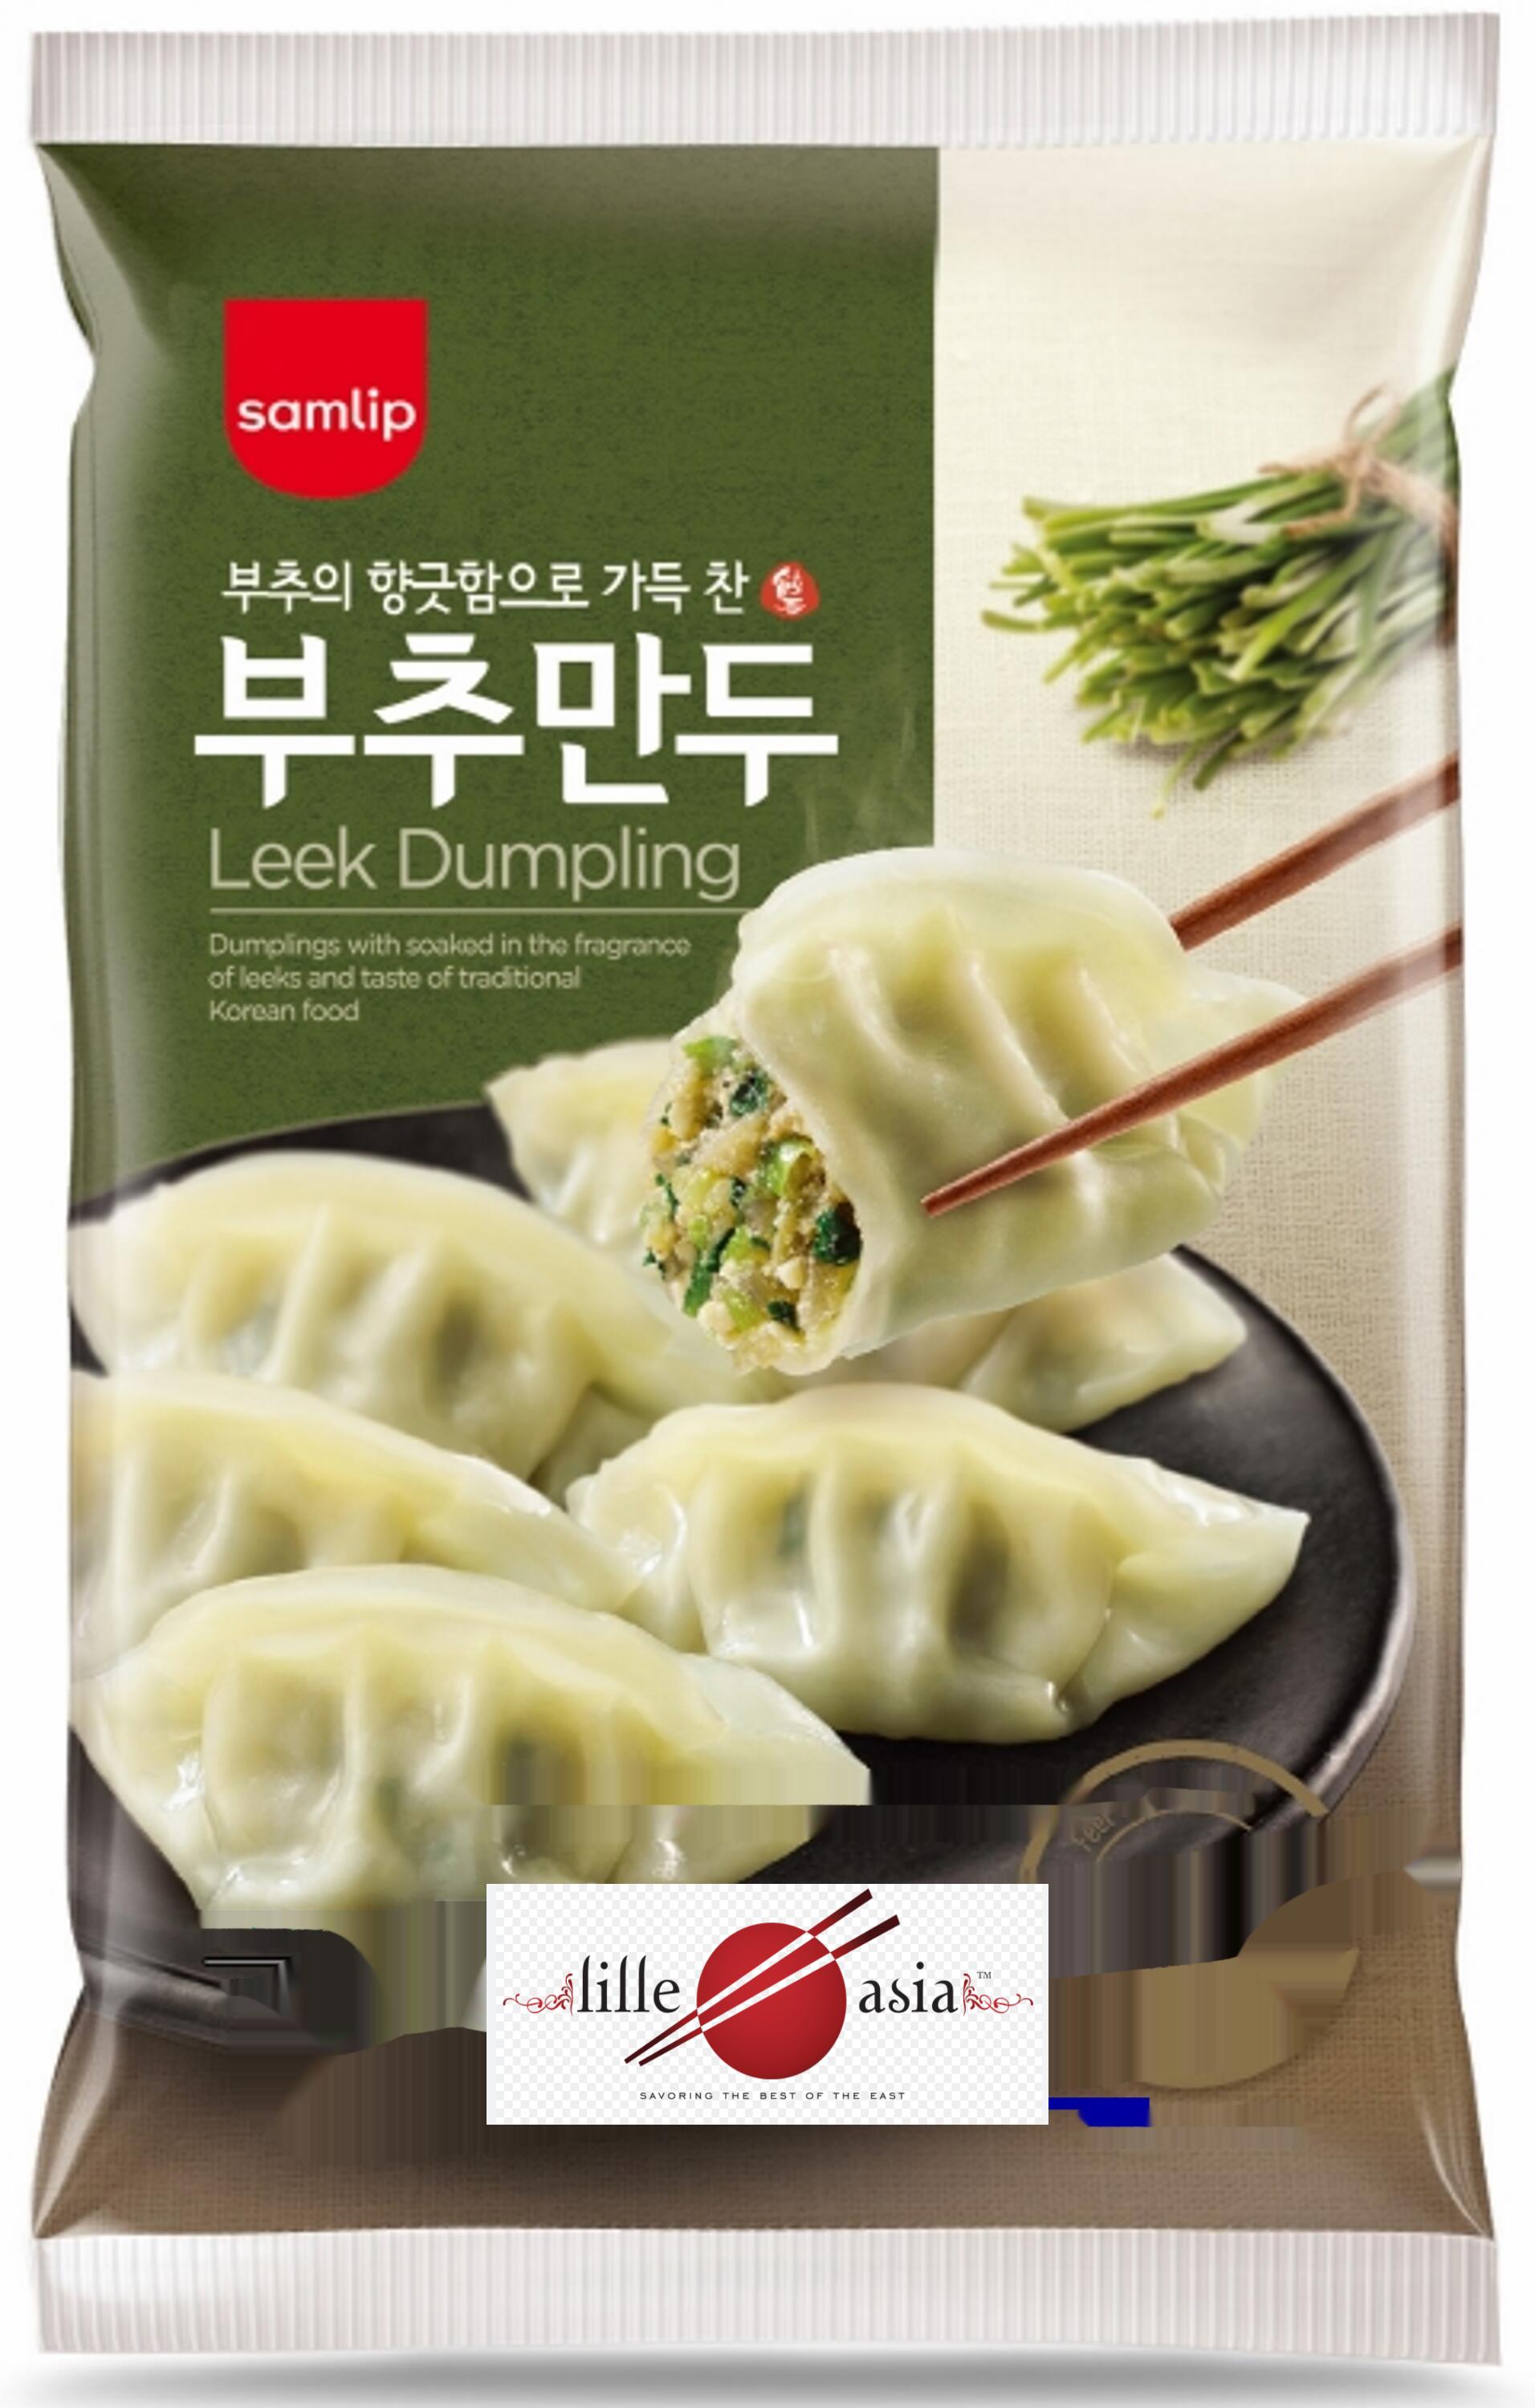 samlip
부추의 향긋함으로 가득 찬
부추만두
Leek Dumpling
Dumplings with soaked in the fragrance
of leeks and taste of traditional
Korean food
lille asia™
SAVORING THE BEST OF THE EAST